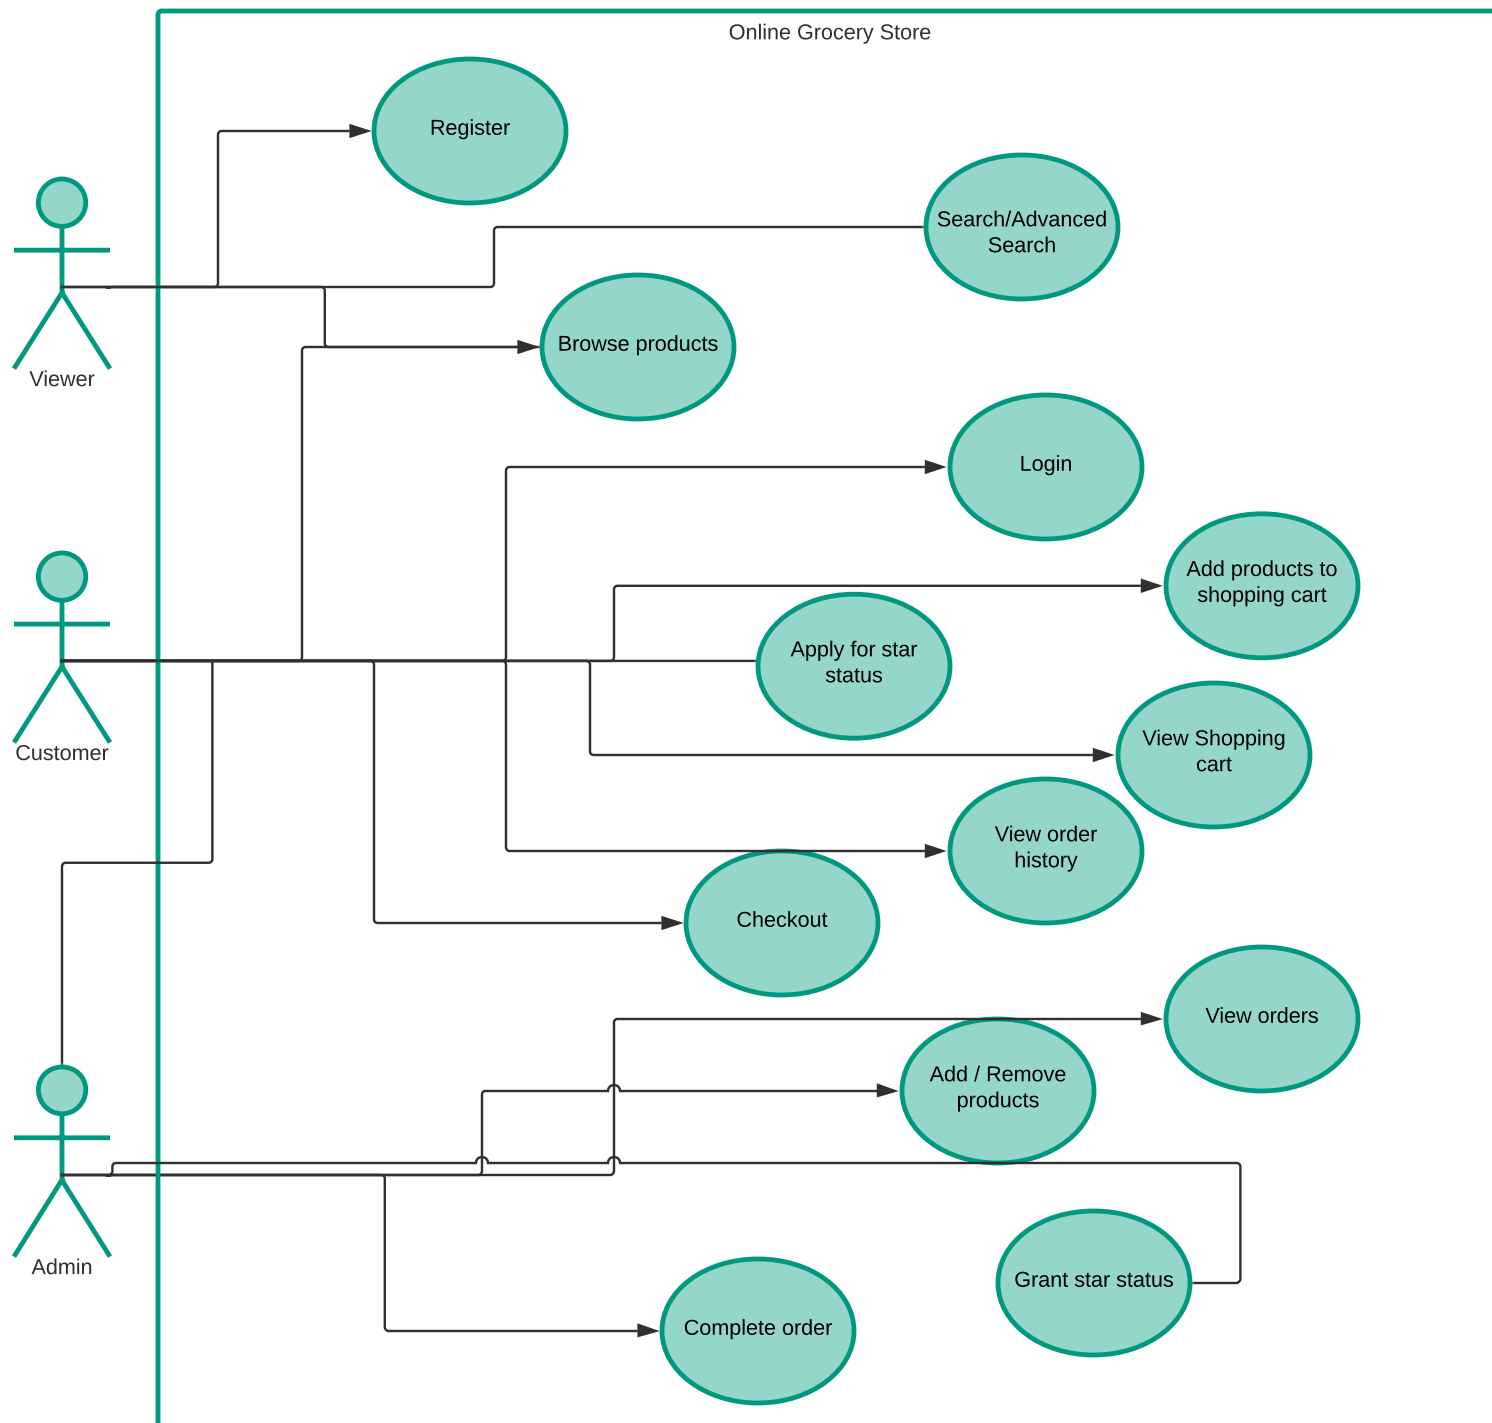 Online Grocery Store
Register
Search/Advanced
Search
Browse products
Viewer
Login
Add products to
shopping cart
Apply for star
status
View Shopping
cart
Customer
View order
history
Checkout
View orders
Add / Remove
products
Admin
Grant star status
Complete order